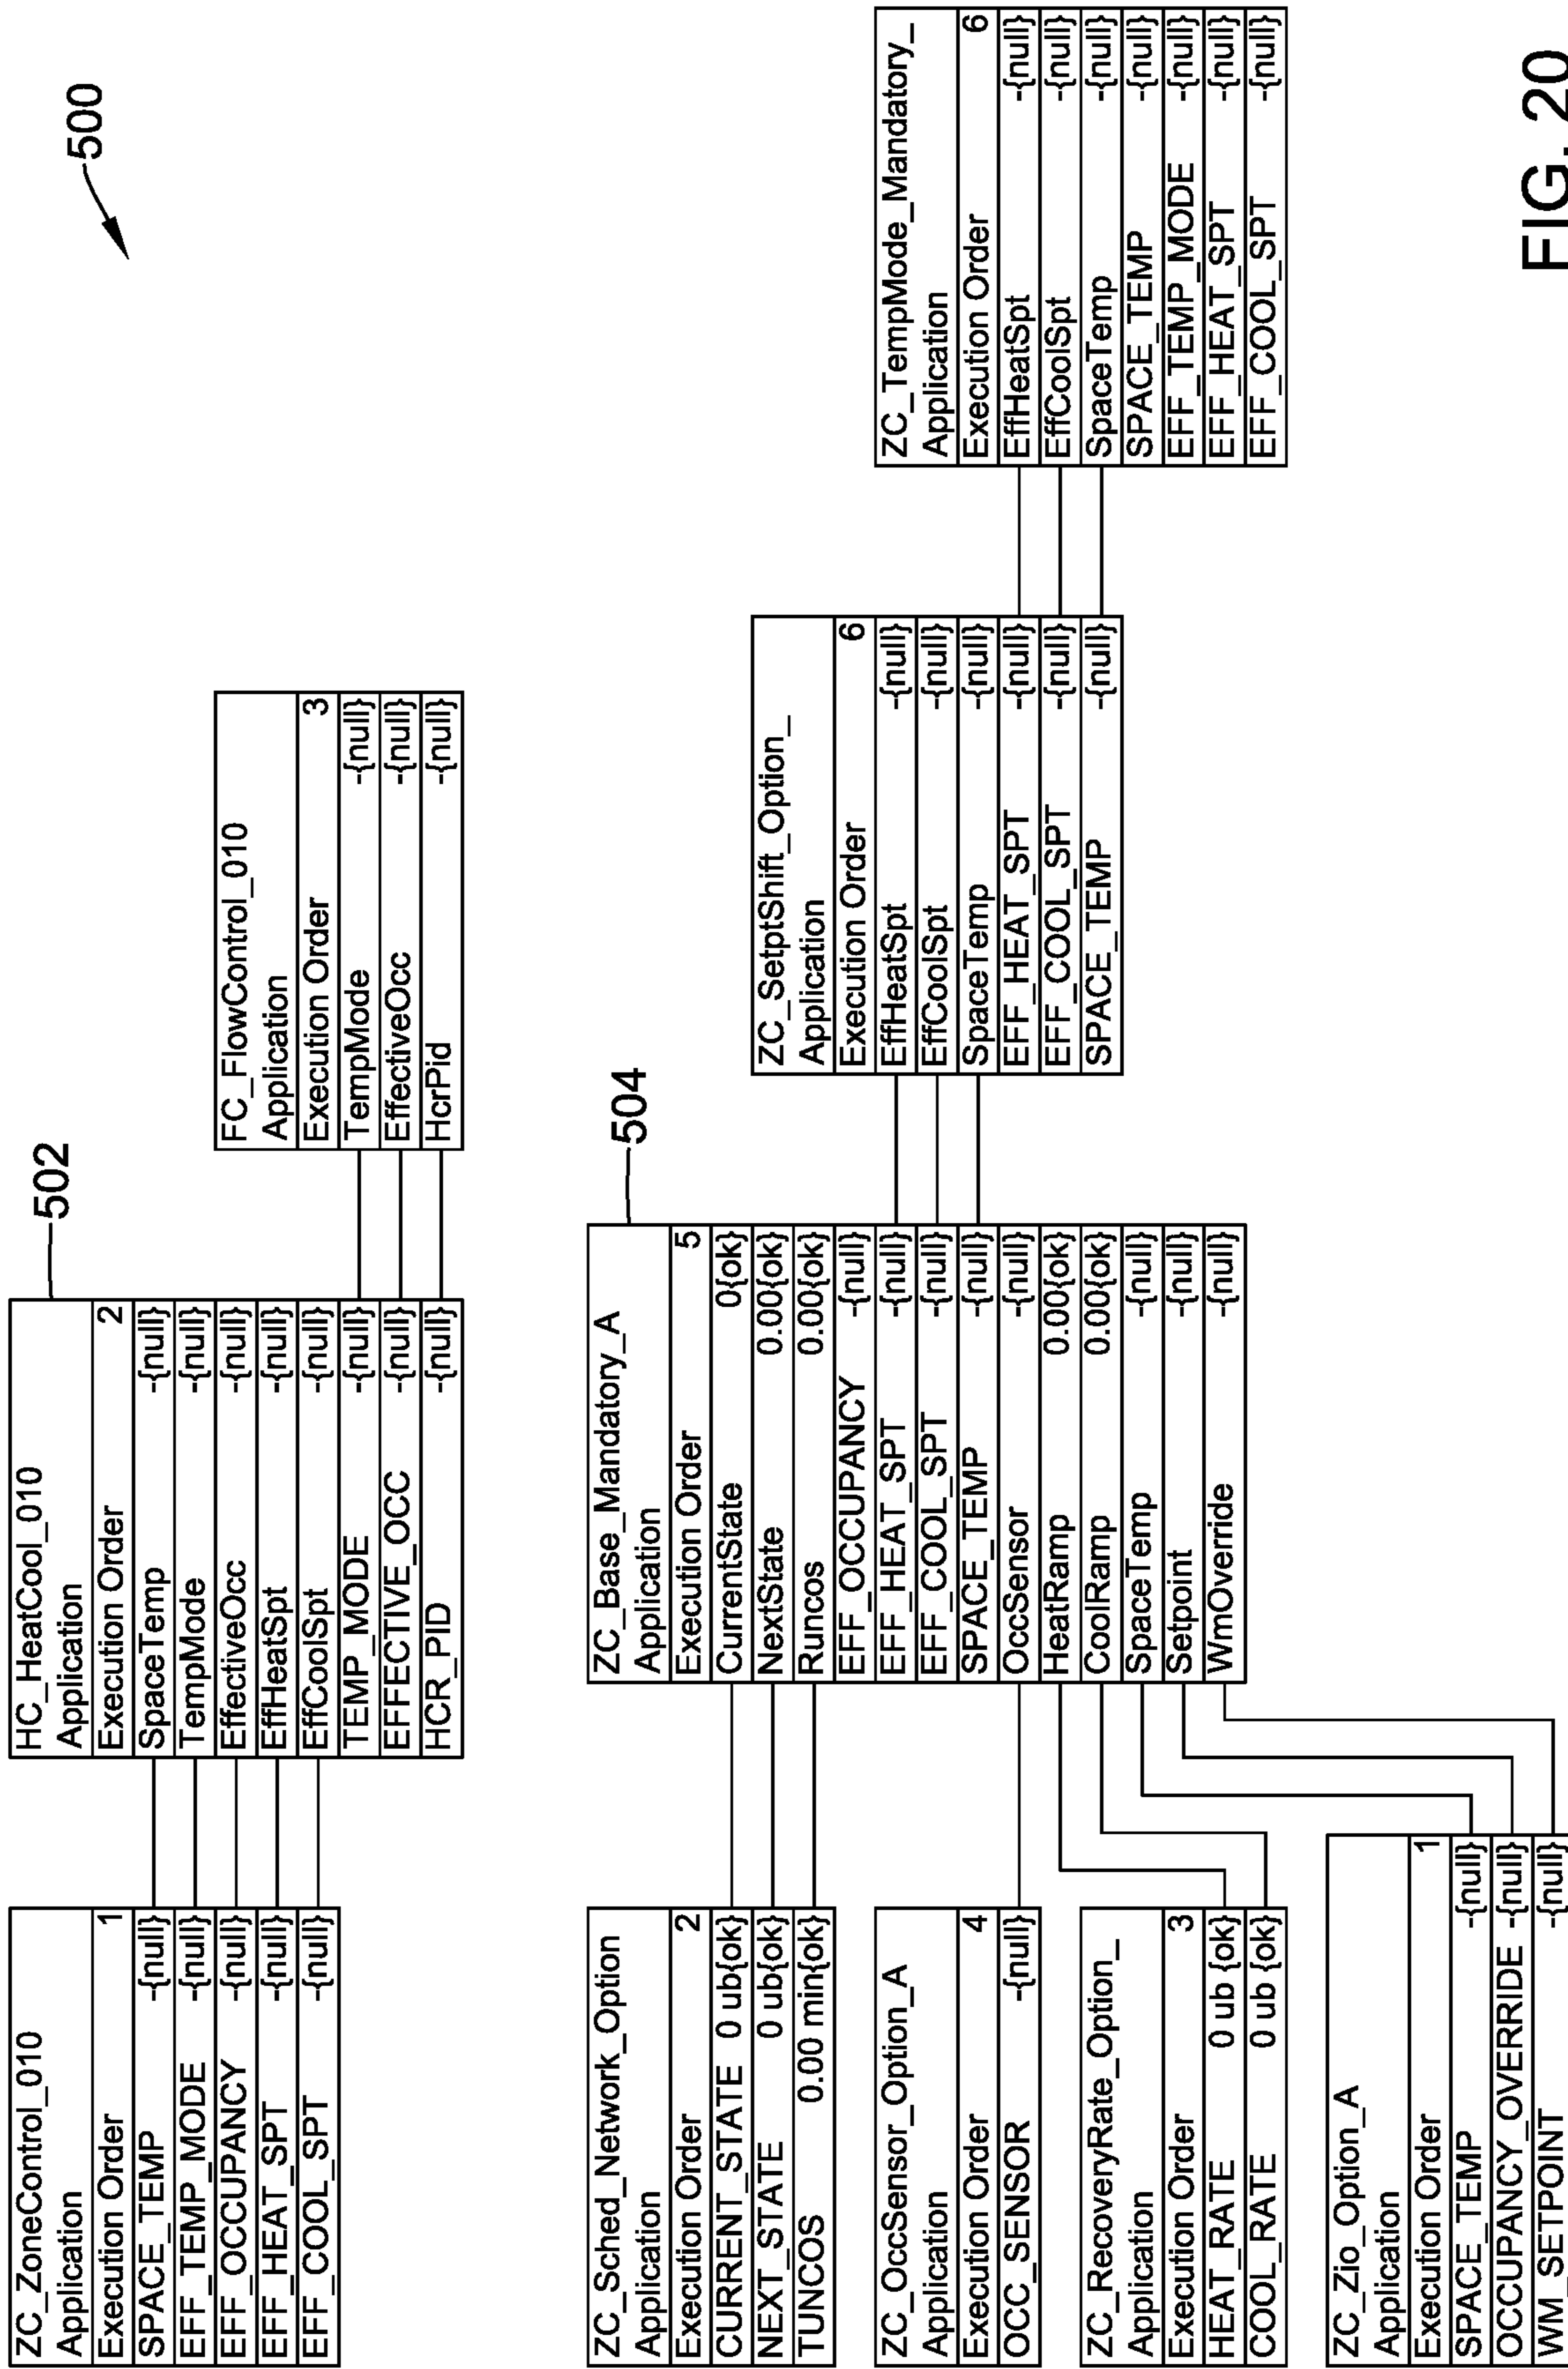 500
502
ZC_ZoneControl_010
Application
Execution Order 1
SPACE_TEMP -{null}
EFF_TEMP_MODE -{null}
EFF_OCCUPANCY -{null}
EFF_HEAT_SPT -{null}
EFF_COOL_SPT -{null}
HC_HeatCool_010
Application
Execution Order 2
SpaceTemp -{null}
TempMode -{null}
EffectiveOcc -{null}
EffHeatSpt -{null}
EffCoolSpt -{null}
TEMP_MODE -{null}
EFFECTIVE_OCC -{null}
HCR_PID -{null}
FC_FlowControl_010
Application
Execution Order 3
TempMode -{null}
EffectiveOcc -{null}
HcrPid -{null}
504
ZC_Sched_Network_Option
Application
Execution Order 2
CURRENT_STATE 0 ub{ok}
NEXT_STATE 0 ub{ok}
TUNCOS 0.00 min{ok}
ZC_OccSensor_Option_A
Application
Execution Order 4
OCC_SENSOR -{null}
ZC_RecoveryRate_Option_
Application
Execution Order 3
HEAT_RATE 0 ub {ok}
COOL_RATE 0 ub {ok}
ZC_Zio_Option_A
Application
Execution Order 1
SPACE_TEMP -{null}
OCCUPANCY_OVERRIDE -{null}
WM_SETPOINT -{null}
ZC_Base_Mandatory_A
Application
Execution Order 5
CurrentState 0{ok}
NextState 0.00{ok}
Runcos 0.00{ok}
EFF_OCCUPANCY -{null}
EFF_HEAT_SPT -{null}
EFF_COOL_SPT -{null}
SPACE_TEMP -{null}
OccSensor -{null}
HeatRamp 0.00{ok}
CoolRamp 0.00{ok}
SpaceTemp -{null}
Setpoint -{null}
WmOverride -{null}
ZC_SetptShift_Option_
Application
Execution Order 6
EffHeatSpt -{null}
EffCoolSpt -{null}
SpaceTemp -{null}
EFF_HEAT_SPT -{null}
EFF_COOL_SPT -{null}
SPACE_TEMP -{null}
ZC_TempMode_Mandatory_
Application
Execution Order 6
EffHeatSpt -{null}
EffCoolSpt -{null}
SpaceTemp -{null}
SPACE_TEMP -{null}
EFF_TEMP_MODE -{null}
EFF_HEAT_SPT -{null}
EFF_COOL_SPT -{null}
FIG. 20